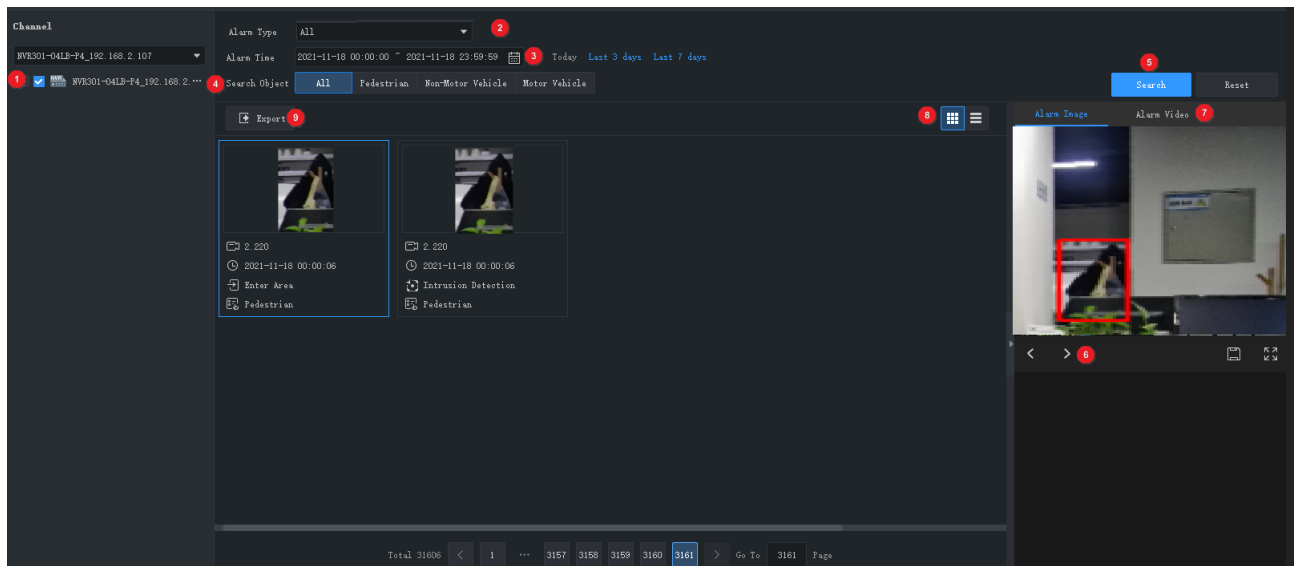 Channel
NVR301-04LB-P4_192.168.2.107
1 NVR301-04LB-P4_192.168.2.···
Alarm Type All 2
Alarm Time 2021-11-18 00:00:00 ~ 2021-11-18 23:59:59 3 Today Last 3 days Last 7 days
4 Search Object All Pedestrian Non-Motor Vehicle Motor Vehicle
5
Search Reset
Export 9
8
Alarm Image Alarm Video 7
2.220
2021-11-18 00:00:06
Enter Area
Pedestrian
2.220
2021-11-18 00:00:06
Intrusion Detection
Pedestrian
< > 6
Total 31606 < 1 ··· 3157 3158 3159 3160 3161 > Go To 3161 Page